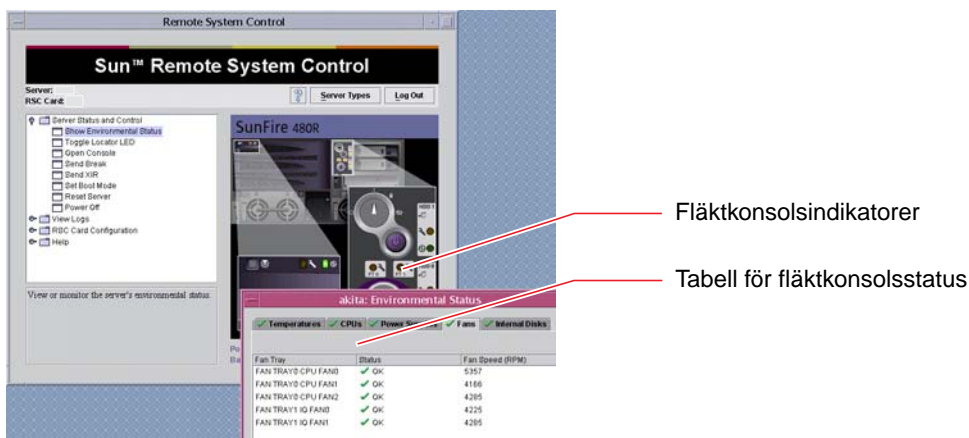 Remote System Control
Sun™ Remote System Control
Server:
RSC Card:
Server Types
Log Out
Server Status and Control
Show Environmental Status
Toggle Locator LED
Open Console
Send Break
Send XIR
Set Boot Mode
Reset Server
Power Off
View Logs
RSC Card Configuration
Help
View or monitor the server's environmental status.
SunFire 480R
Fläktkonsolsindikatorer
Tabell för fläktkonsolsstatus
akita: Environmental Status
Temperatures
CPUs
Power Supplies
Fans
Internal Disks
Fan Tray Status Fan Speed (RPM)
FAN TRAY0 CPU FAN0 OK 5357
FAN TRAY0 CPU FAN1 OK 4166
FAN TRAY0 CPU FAN2 OK 4285
FAN TRAY1 IO FAN0 OK 4225
FAN TRAY1 IO FAN1 OK 4285